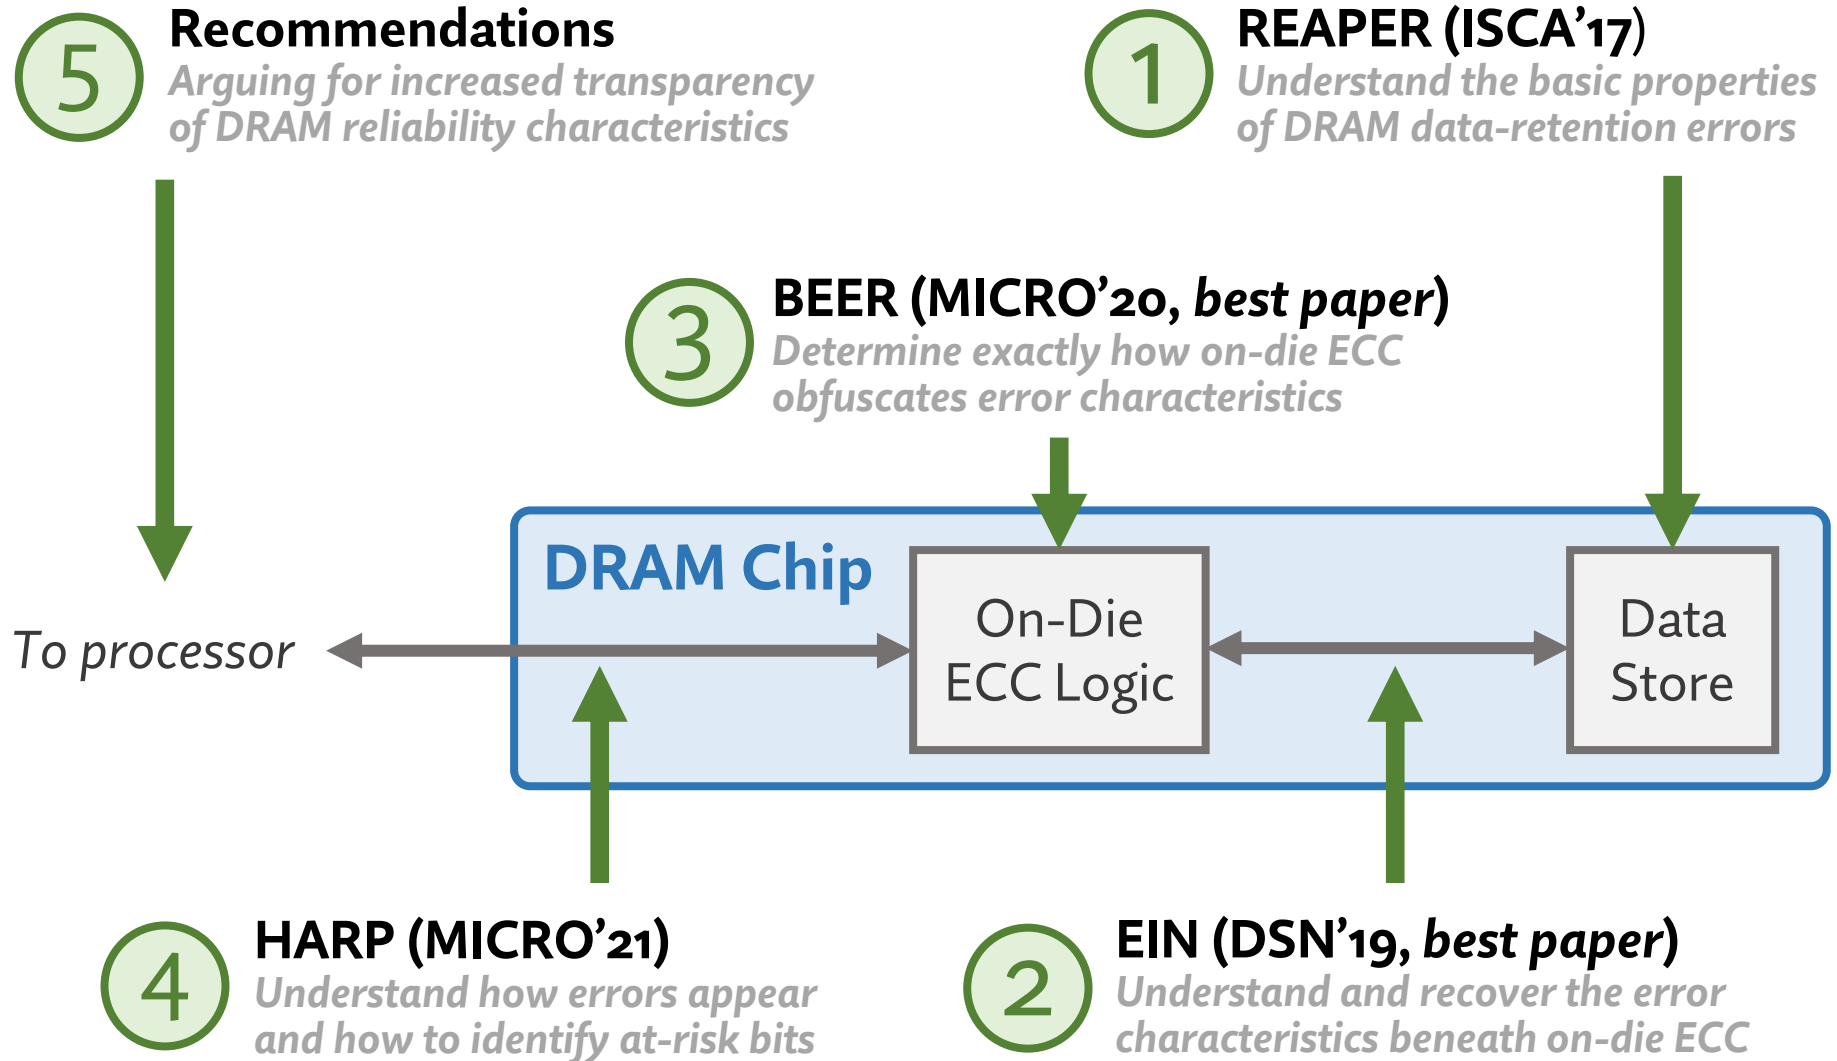 5
Recommendations
Arguing for increased transparency
of DRAM reliability characteristics
1
REAPER (ISCA’17)
Understand the basic properties
of DRAM data-retention errors
3
BEER (MICRO’20, best paper)
Determine exactly how on-die ECC
obfuscates error characteristics
DRAM Chip
To processor
On-Die
ECC Logic
Data
Store
4
HARP (MICRO’21)
Understand how errors appear
and how to identify at-risk bits
2
EIN (DSN’19, best paper)
Understand and recover the error
characteristics beneath on-die ECC